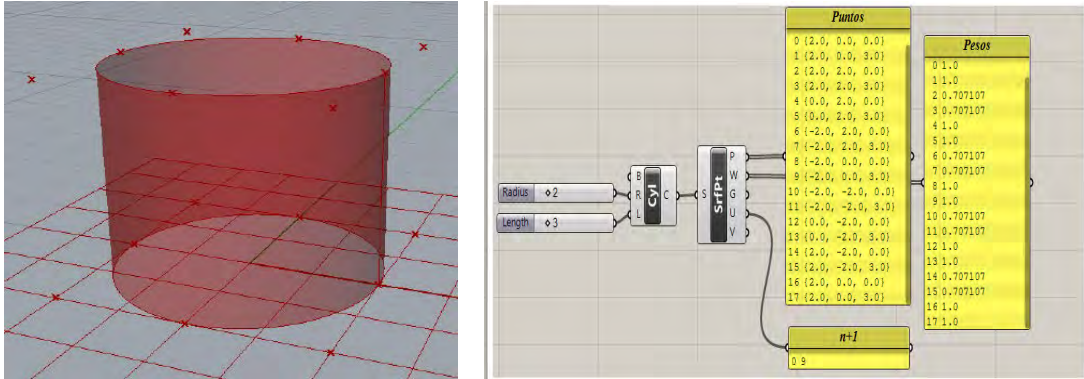 Radius ◇ 2
Length ◇ 3
B
R
L
Cyl
C
S
SrfPt
P
W
G
U
V
Puntos
0 {2.0, 0.0, 0.0}
1 {2.0, 0.0, 3.0}
2 {2.0, 2.0, 0.0}
3 {2.0, 2.0, 3.0}
4 {0.0, 2.0, 0.0}
5 {0.0, 2.0, 3.0}
6 {-2.0, 2.0, 0.0}
7 {-2.0, 2.0, 3.0}
8 {-2.0, 0.0, 0.0}
9 {-2.0, 0.0, 3.0}
10 {-2.0, -2.0, 0.0}
11 {-2.0, -2.0, 3.0}
12 {0.0, -2.0, 0.0}
13 {0.0, -2.0, 3.0}
14 {2.0, -2.0, 0.0}
15 {2.0, -2.0, 3.0}
16 {2.0, 0.0, 0.0}
17 {2.0, 0.0, 3.0}
Pesos
0 1.0
1 1.0
2 0.707107
3 0.707107
4 1.0
5 1.0
6 0.707107
7 0.707107
8 1.0
9 1.0
10 0.707107
11 0.707107
12 1.0
13 1.0
14 0.707107
15 0.707107
16 1.0
17 1.0
n+1
0 9